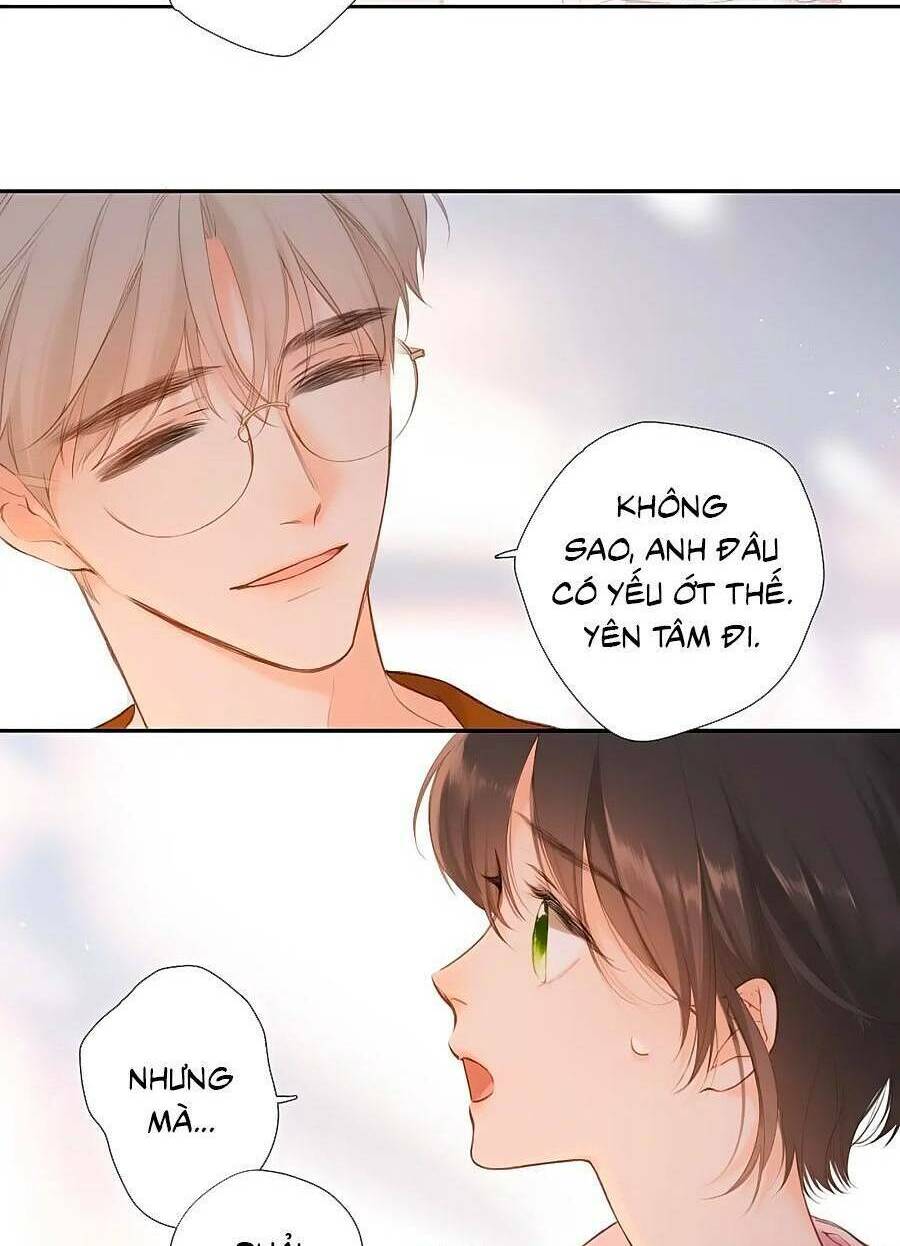 KHÔNG
SAO, ANH ĐÂU
CÓ YẾU ỚT THẾ.
YÊN TÂM ĐI.
NHƯNG
MÀ...